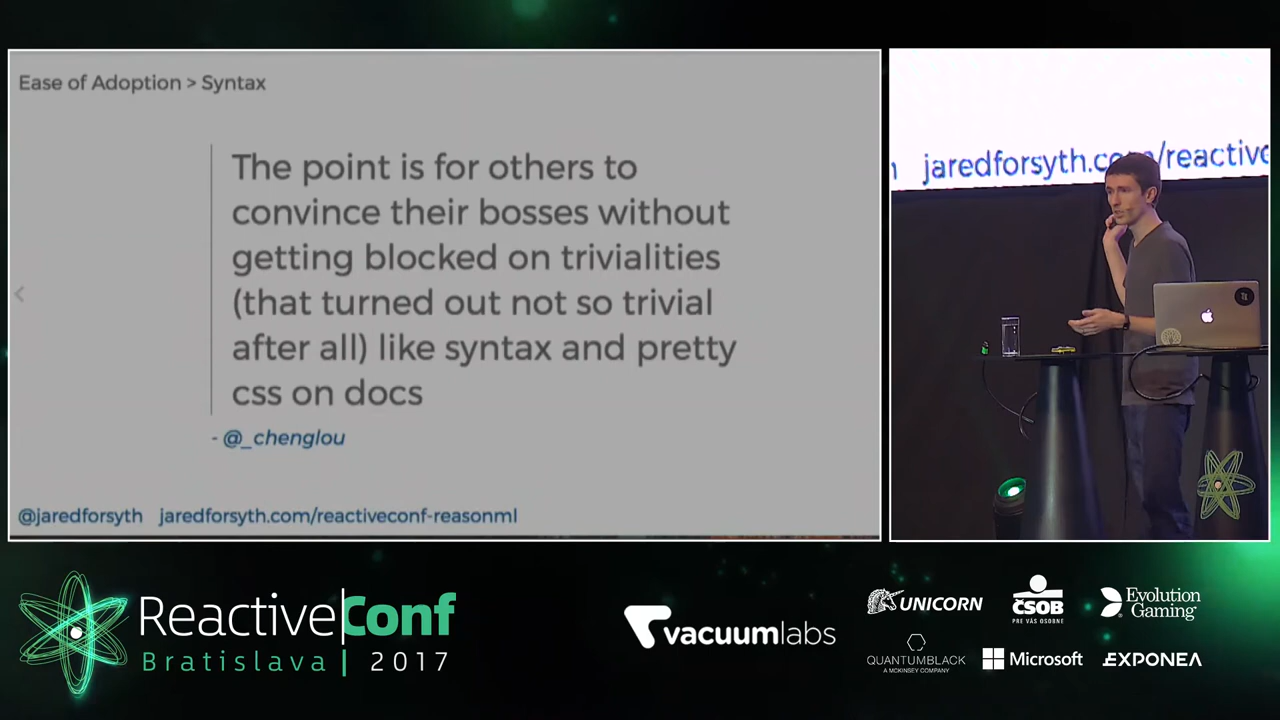 Ease of Adoption > Syntax
The point is for others to
convince their bosses without
getting blocked on trivialities
(that turned out not so trivial
after all) like syntax and pretty
css on docs
- @_chenglou
@jaredforsyth jaredforsyth.com/reactiveconf-reasonml
jaredforsyth.com/reactiveco
ReactiveConf
Bratislava | 2017
vacuumlabs
UNICORN
ČSOB
PRE VÁS OSOBNE
Evolution
Gaming
QUANTUMBLACK
A MCKINSEY COMPANY
Microsoft
EXPONEA